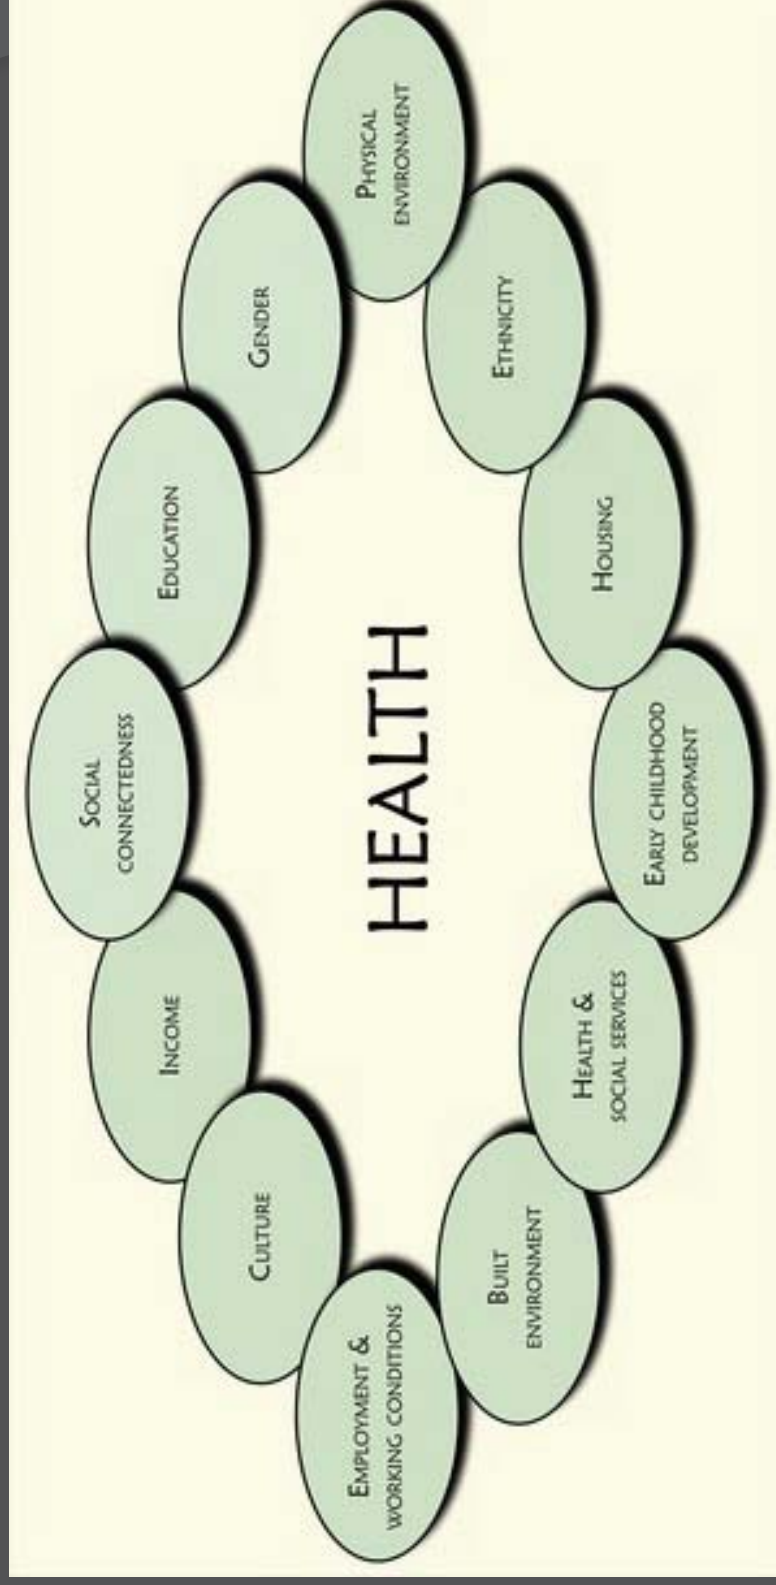 Social
connectedness
Education
Gender
Physical
environment
Ethnicity
Housing
Early childhood
development
Health &
social services
Built
environment
Employment &
working conditions
Culture
Income
HEALTH